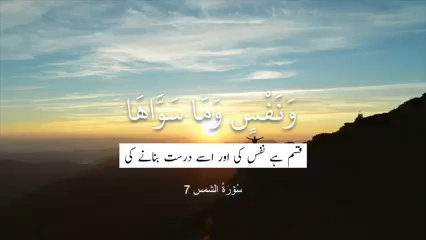 وَنَفْسٍ وَمَا سَوَّاهَا
قسم ہے نفس کی اور اسے درست بنانے کی
سُوْرَةُ الشمس 7